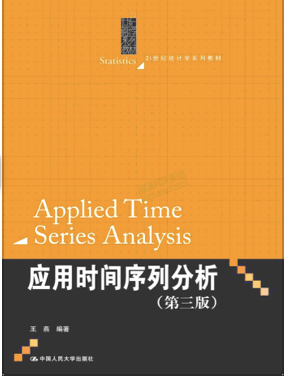 Statistics 21世纪统计学系列教材
Applied Time
Series Analysis
应用时间序列分析
(第三版)
王 燕 编著
中国人民大学出版社